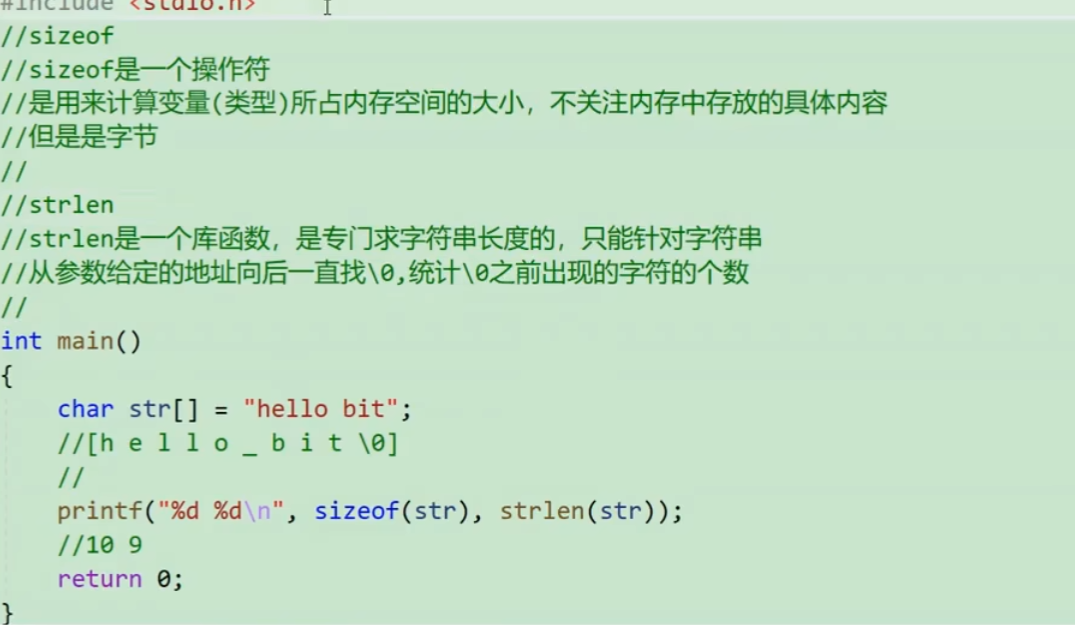 #include <stdio.h>
//sizeof
//sizeof是一个操作符
//是用来计算变量(类型)所占内存空间的大小，不关注内存中存放的具体内容
//但是是字节
//
//strlen
//strlen是一个库函数，是专门求字符串长度的，只能针对字符串
//从参数给定的地址向后一直找\0,统计\0之前出现的字符的个数
//
int main()
{
    char str[] = "hello bit";
    //[h e l l o _ b i t \0]
    //
    printf("%d %d\n", sizeof(str), strlen(str));
    //10 9
    return 0;
}